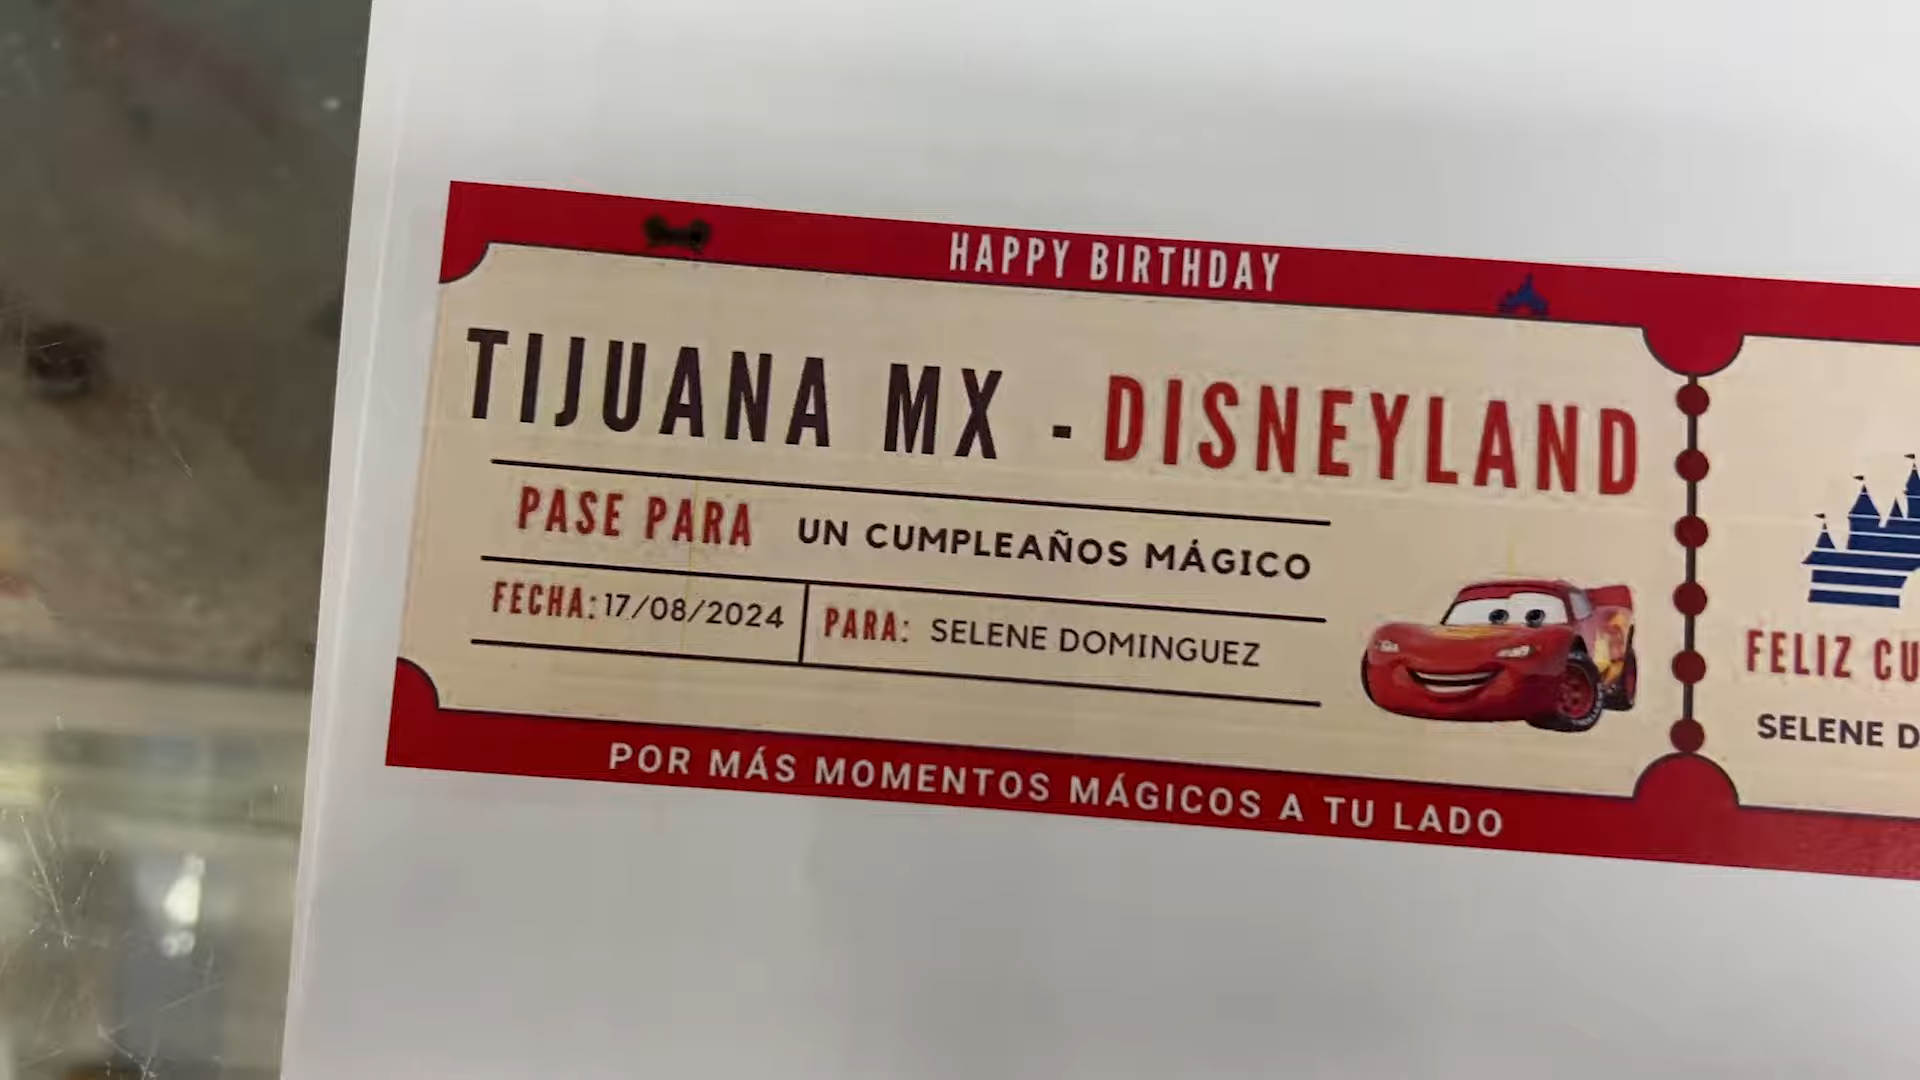 HAPPY BIRTHDAY
TIJUANA MX - DISNEYLAND
PASE PARA UN CUMPLEAÑOS MÁGICO
FECHA: 17/08/2024 PARA: SELENE DOMINGUEZ
POR MÁS MOMENTOS MÁGICOS A TU LADO
FELIZ CU
SELENE D